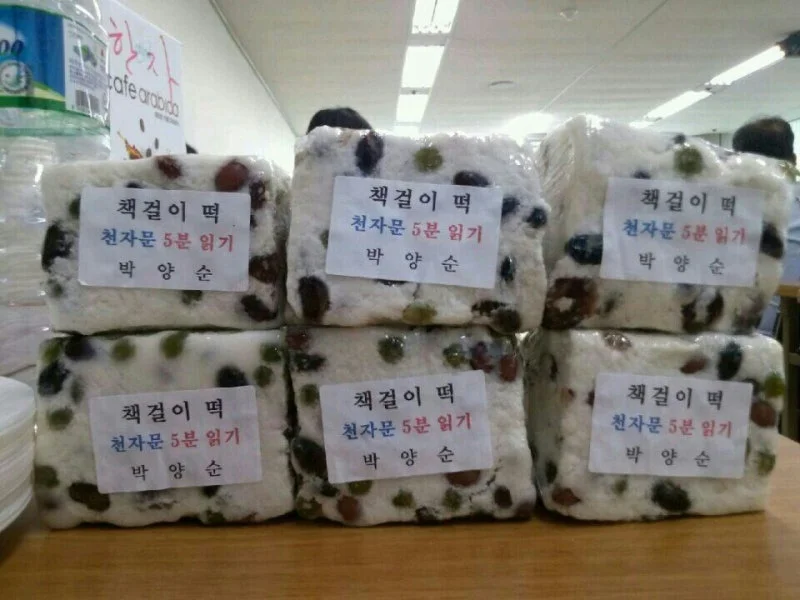 한 자
cafe arabida
책걸이 떡
천자문 5분 읽기
박 양 순
책걸이 떡
천자문 5분 읽기
박 양 순
책걸이 떡
천자문 5분 읽기
박 양 순
책걸이 떡
천자문 5분 읽기
박 양 순
책걸이 떡
천자문 5분 읽기
박 양 순
책걸이 떡
천자문 5분 읽기
박 양 순